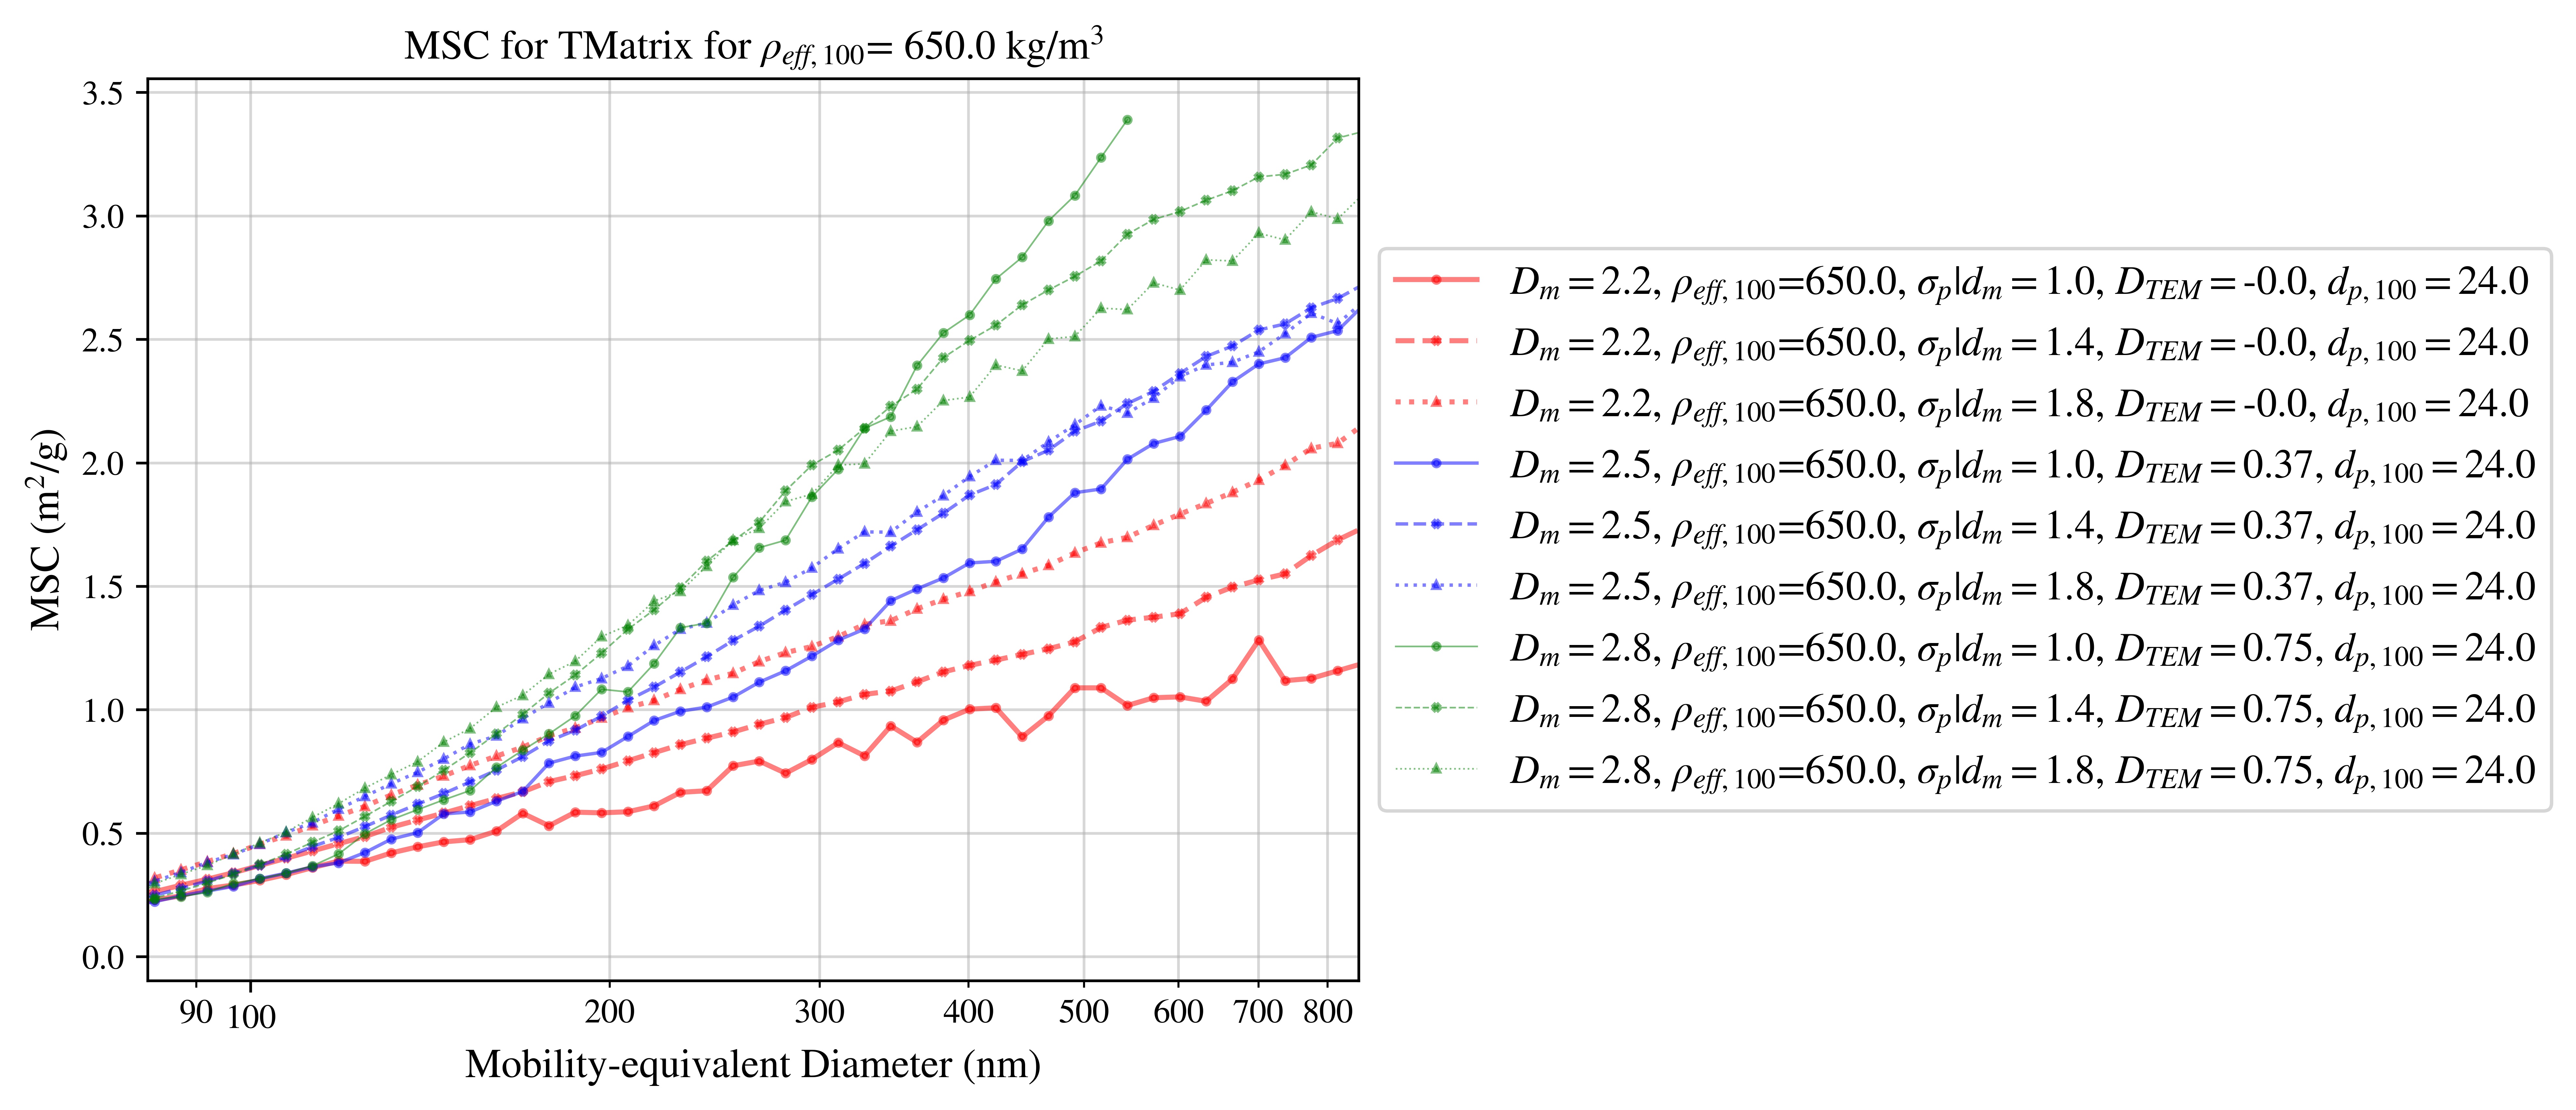 MSC for TMatrix for ρeff,100= 650.0 kg/m³
MSC (m²/g)
3.5
3.0
2.5
2.0
1.5
1.0
0.5
0.0
90 100 200 300 400 500 600 700 800
Mobility-equivalent Diameter (nm)
Dm = 2.2, ρeff,100=650.0, σp|dm = 1.0, DTEM = -0.0, dp,100 = 24.0
Dm = 2.2, ρeff,100=650.0, σp|dm = 1.4, DTEM = -0.0, dp,100 = 24.0
Dm = 2.2, ρeff,100=650.0, σp|dm = 1.8, DTEM = -0.0, dp,100 = 24.0
Dm = 2.5, ρeff,100=650.0, σp|dm = 1.0, DTEM = 0.37, dp,100 = 24.0
Dm = 2.5, ρeff,100=650.0, σp|dm = 1.4, DTEM = 0.37, dp,100 = 24.0
Dm = 2.5, ρeff,100=650.0, σp|dm = 1.8, DTEM = 0.37, dp,100 = 24.0
Dm = 2.8, ρeff,100=650.0, σp|dm = 1.0, DTEM = 0.75, dp,100 = 24.0
Dm = 2.8, ρeff,100=650.0, σp|dm = 1.4, DTEM = 0.75, dp,100 = 24.0
Dm = 2.8, ρeff,100=650.0, σp|dm = 1.8, DTEM = 0.75, dp,100 = 24.0